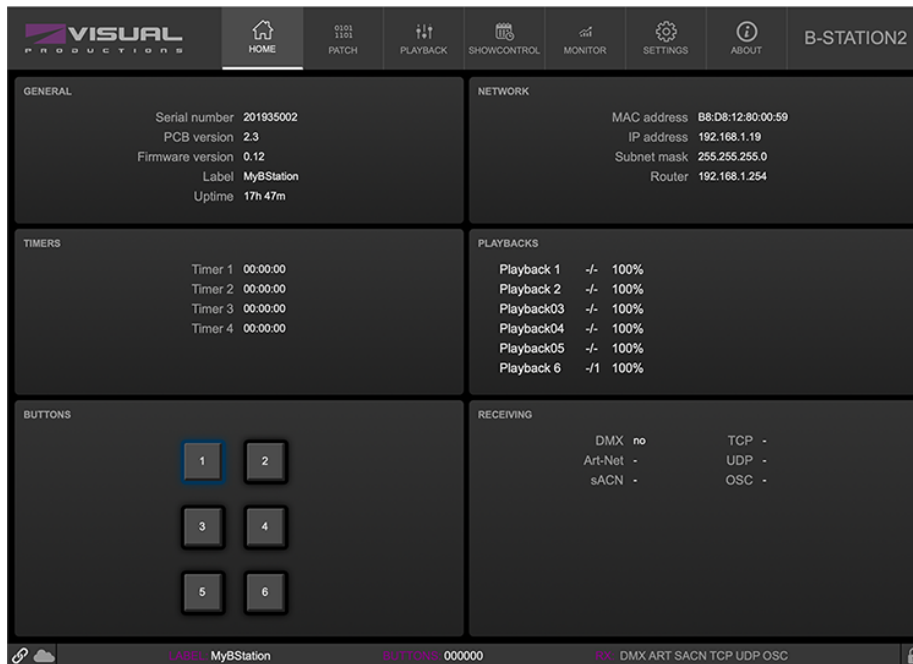 VISUAL
PRODUCTIONS
HOME
0101
1101
PATCH
PLAYBACK
SHOWCONTROL
MONITOR
SETTINGS
ABOUT
B-STATION2
GENERAL
Serial number 201935002
PCB version 2.3
Firmware version 0.12
Label MyBStation
Uptime 17h 47m
NETWORK
MAC address B8:D8:12:80:00:59
IP address 192.168.1.19
Subnet mask 255.255.255.0
Router 192.168.1.254
TIMERS
Timer 1 00:00:00
Timer 2 00:00:00
Timer 3 00:00:00
Timer 4 00:00:00
PLAYBACKS
Playback 1 -/- 100%
Playback 2 -/- 100%
Playback03 -/- 100%
Playback04 -/- 100%
Playback05 -/- 100%
Playback 6 -/1 100%
BUTTONS
1 2
3 4
5 6
RECEIVING
DMX no TCP -
Art-Net - UDP -
sACN - OSC -
LABEL: MyBStation BUTTONS: 000000 DMX ART SACN TCP UDP OSC